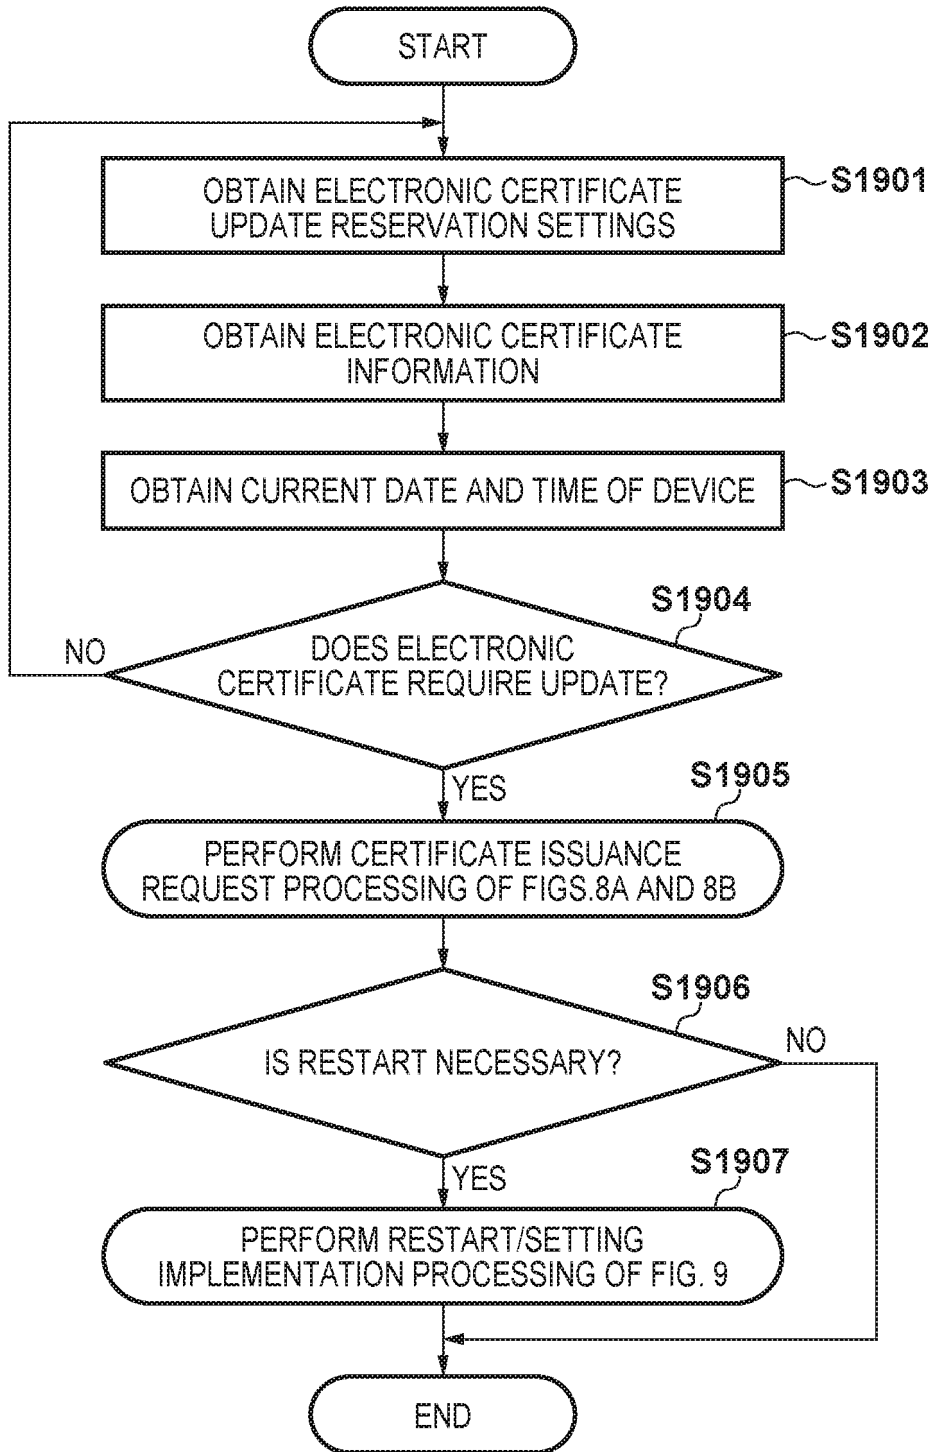 START
OBTAIN ELECTRONIC CERTIFICATE
UPDATE RESERVATION SETTINGS
S1901
OBTAIN ELECTRONIC CERTIFICATE
INFORMATION
S1902
OBTAIN CURRENT DATE AND TIME OF DEVICE
S1903
S1904
NO
DOES ELECTRONIC
CERTIFICATE REQUIRE UPDATE?
YES
S1905
PERFORM CERTIFICATE ISSUANCE
REQUEST PROCESSING OF FIGS.8A AND 8B
S1906
NO
IS RESTART NECESSARY?
YES
S1907
PERFORM RESTART/SETTING
IMPLEMENTATION PROCESSING OF FIG. 9
END